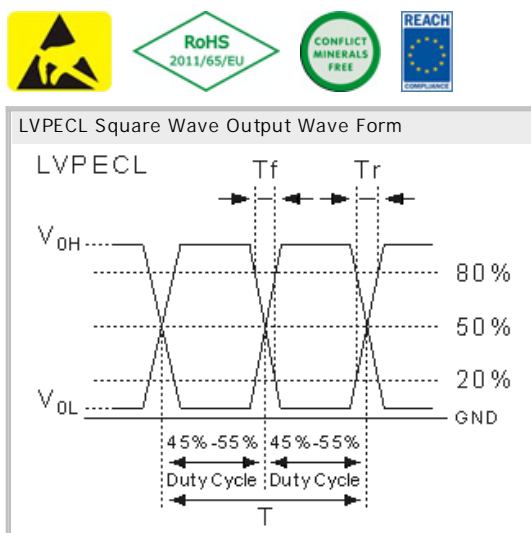 RoHS
2011/65/EU
CONFLICT
MINERALS
FREE
REACH
COMPLIANCE
LVPECL Square Wave Output Wave Form
LVPECL
Tf
Tr
V0H
80%
50%
20%
V0L
GND
45%-55%
45%-55%
Duty Cycle
Duty Cycle
T